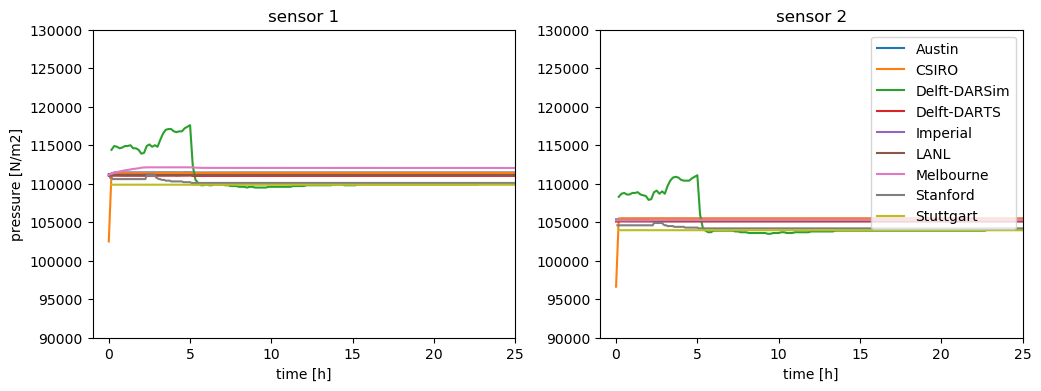 sensor 1
130000
125000
120000
115000
110000
105000
100000
95000
90000
pressure [N/m2]
0 5 10 15 20 25
time [h]
sensor 2
130000
125000
120000
115000
110000
105000
100000
95000
90000
0 5 10 15 20 25
time [h]
Austin
CSIRO
Delft-DARSim
Delft-DARTS
Imperial
LANL
Melbourne
Stanford
Stuttgart